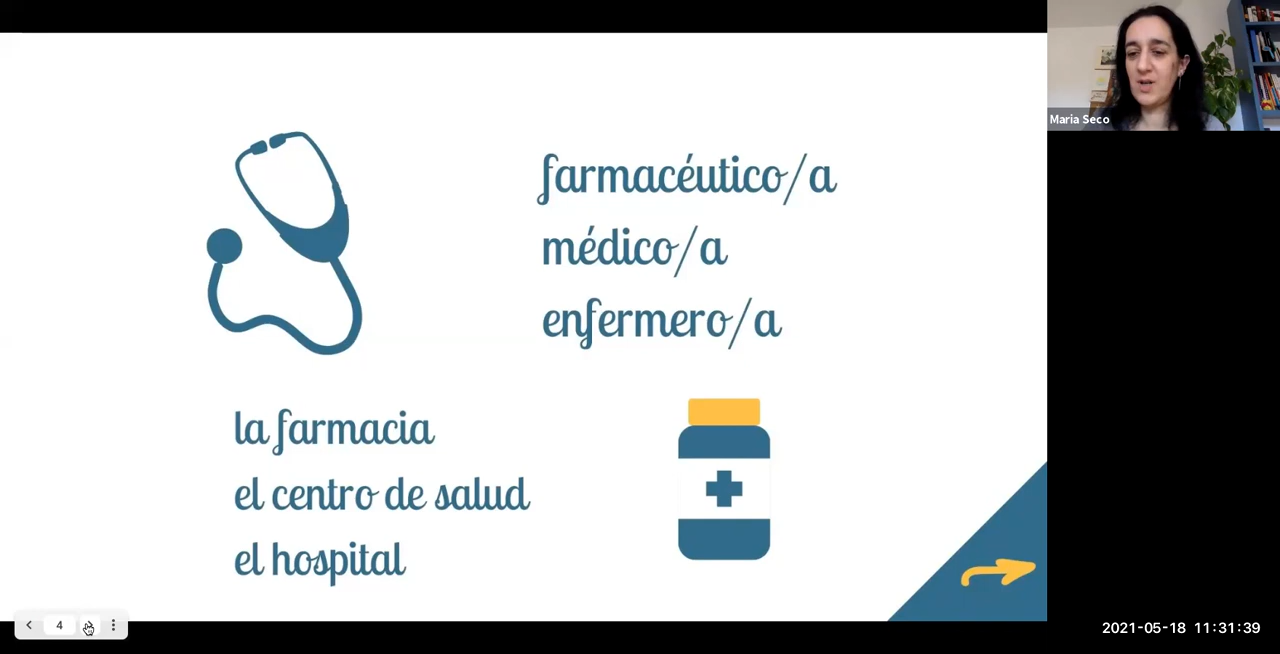 farmacéutico/a
médico/a
enfermero/a
la farmacia
el centro de salud
el hospital
Maria Seco
4
2021-05-18 11:31:39